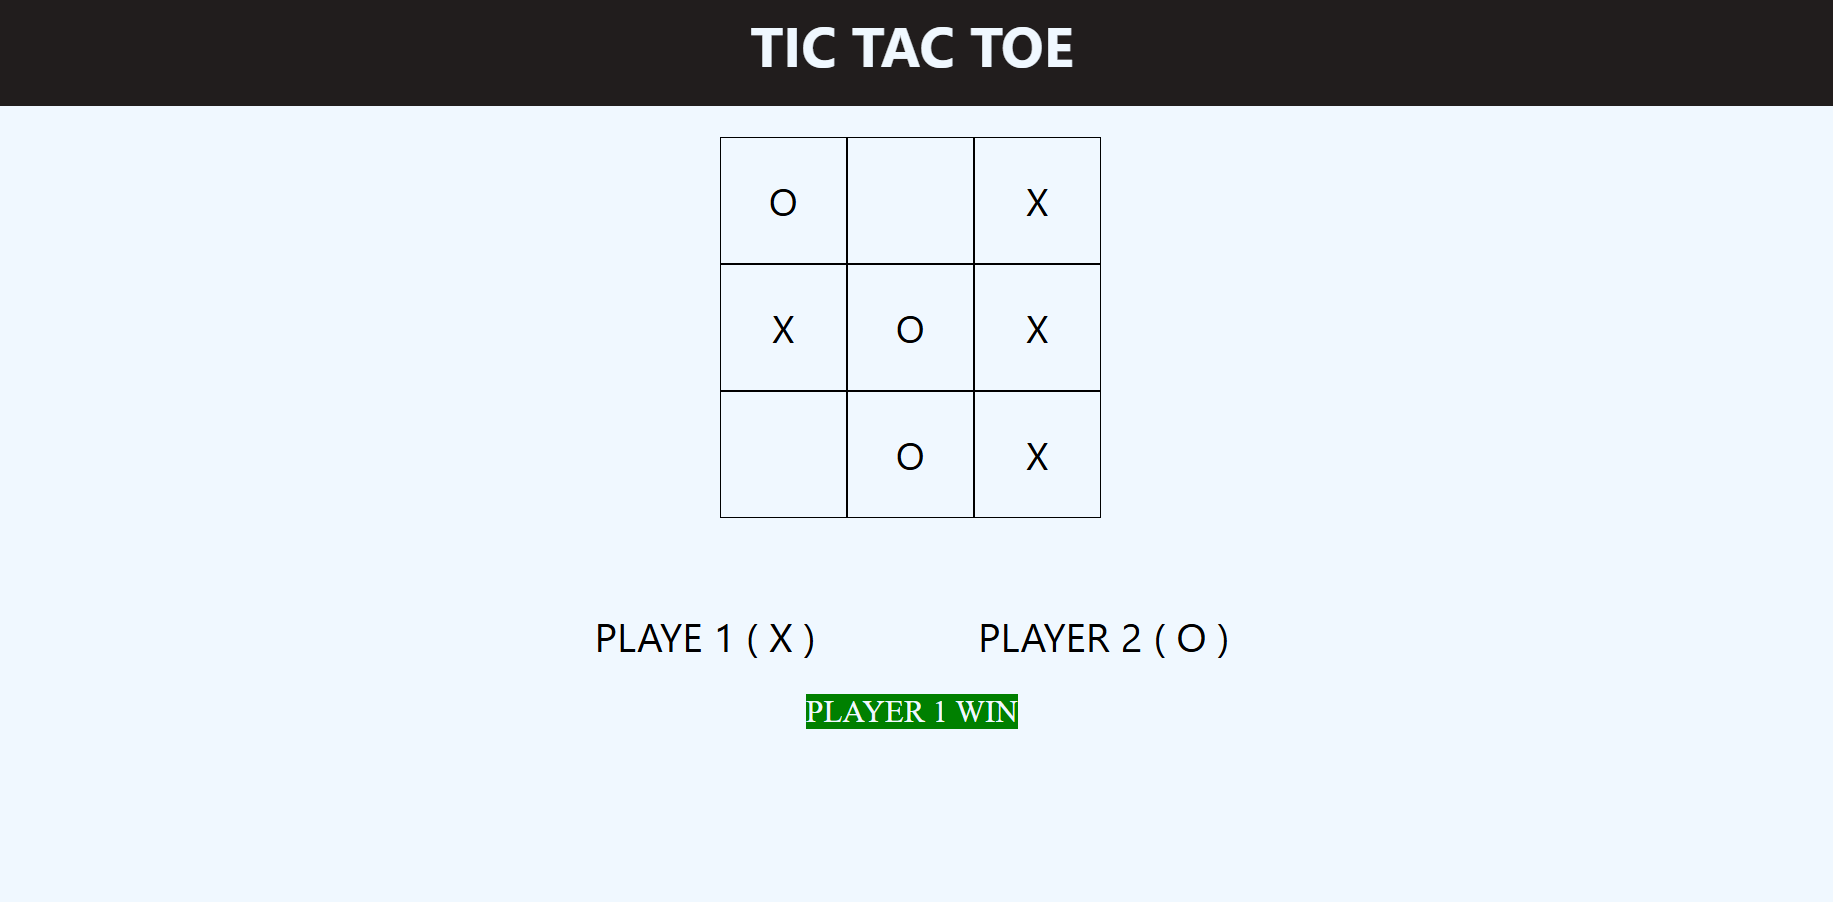 TIC TAC TOE
O X
X O X
O X
PLAYE 1 ( X ) PLAYER 2 ( O )
PLAYER 1 WIN